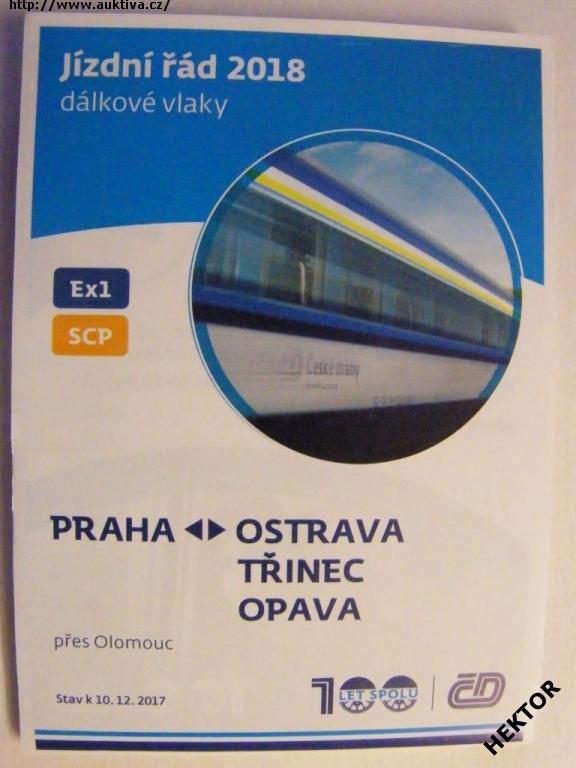 http://www.auktiva.cz/
Jízdní řád 2018
dálkové vlaky
Ex1
SCP
České dráhy
PRAHA ◂▸ OSTRAVA
TŘINEC
OPAVA
přes Olomouc
Stav k 10. 12. 2017
100
LET SPOLU
ČD
HEKTOR